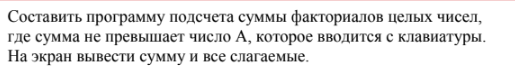 Составить программу подсчета суммы факториалов целых чисел,
где сумма не превышает число А, которое вводится с клавиатуры.
На экран вывести сумму и все слагаемые.